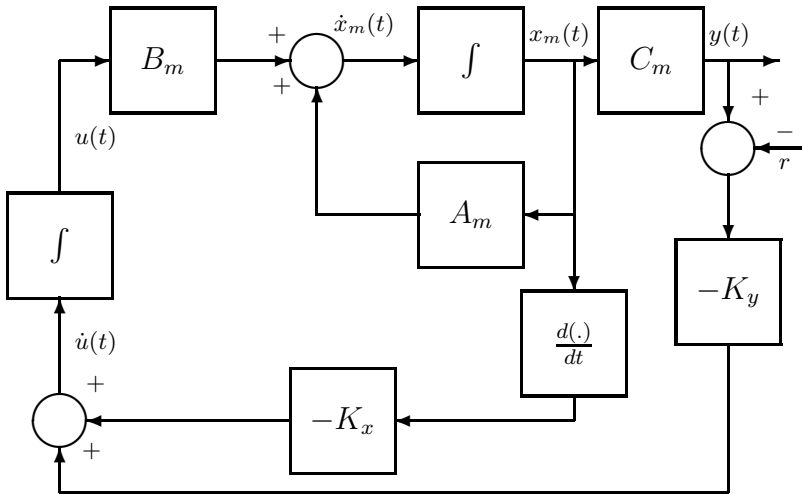 ẋ_m(t)
x_m(t)
y(t)
+
B_m
∫
C_m
+
+
u(t)
−
r
A_m
∫
−K_y
d(.)/dt
u̇(t)
+
−K_x
+